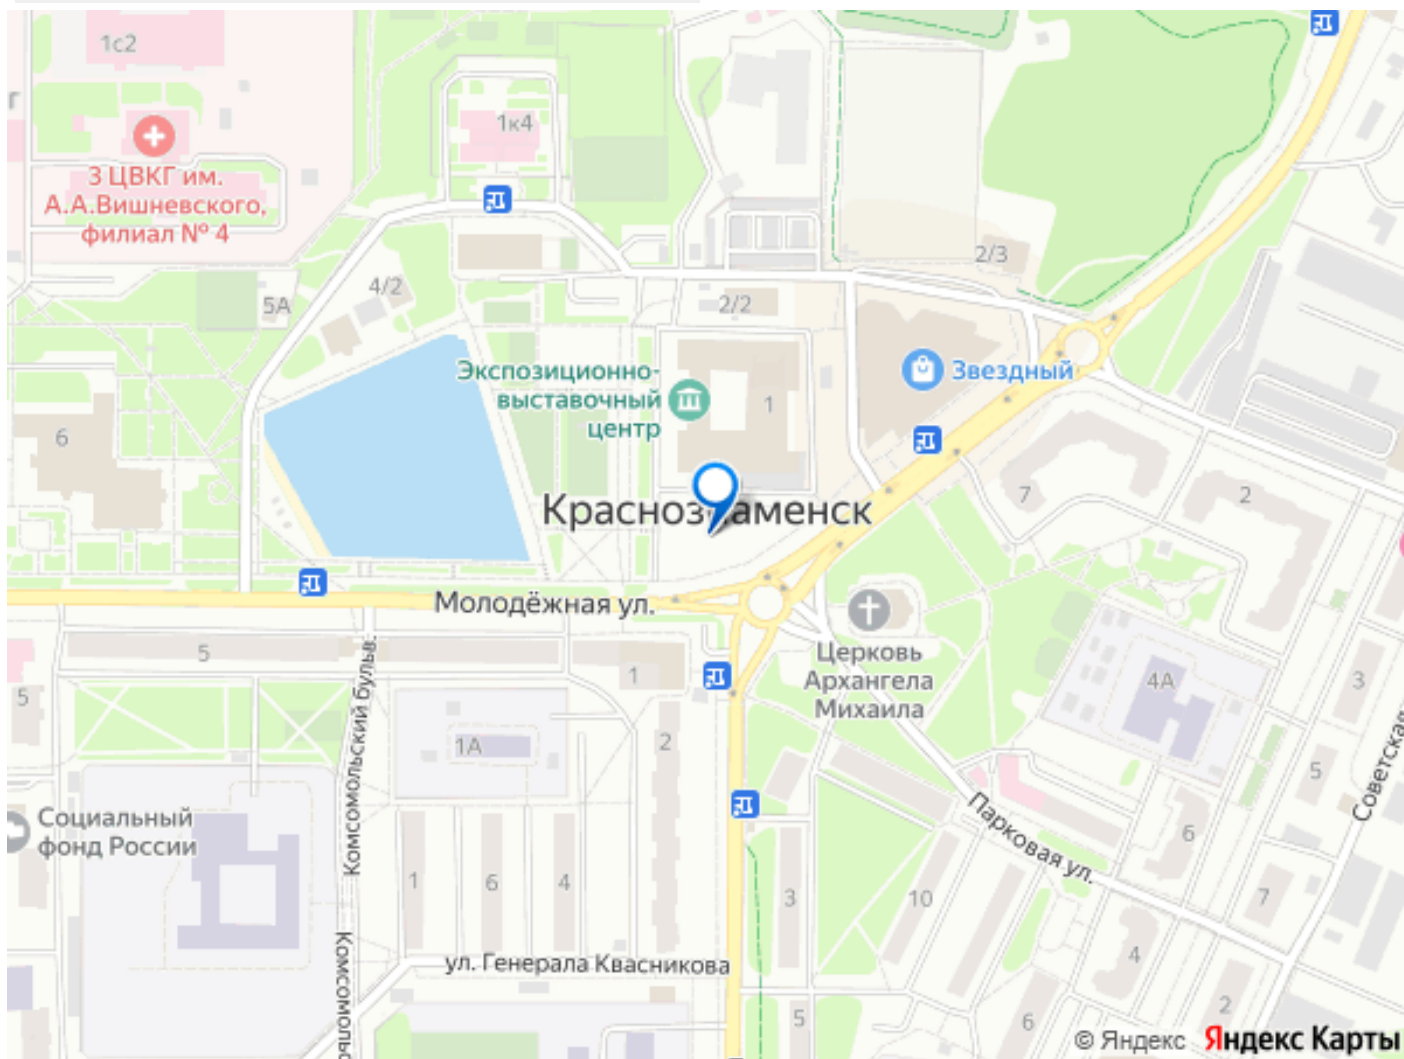 1с2
1к4
3 ЦВКГ им.
А.А.Вишневского,
филиал № 4
2/3
4/2
5А
2/2
Экспозиционно-
выставочный
центр
1
Звездный
6
7
2
Краснознаменск
Молодёжная ул.
5
1
Церковь
Архангела
Михаила
4А
3
5
1А
2
5
Комсомольский бульв.
Советская
Социальный
фонд России
Парковая ул.
6
1
6
4
3
10
7
4
ул. Генерала Квасникова
Комсомольс
5
6
2
© Яндекс Яндекс Карты